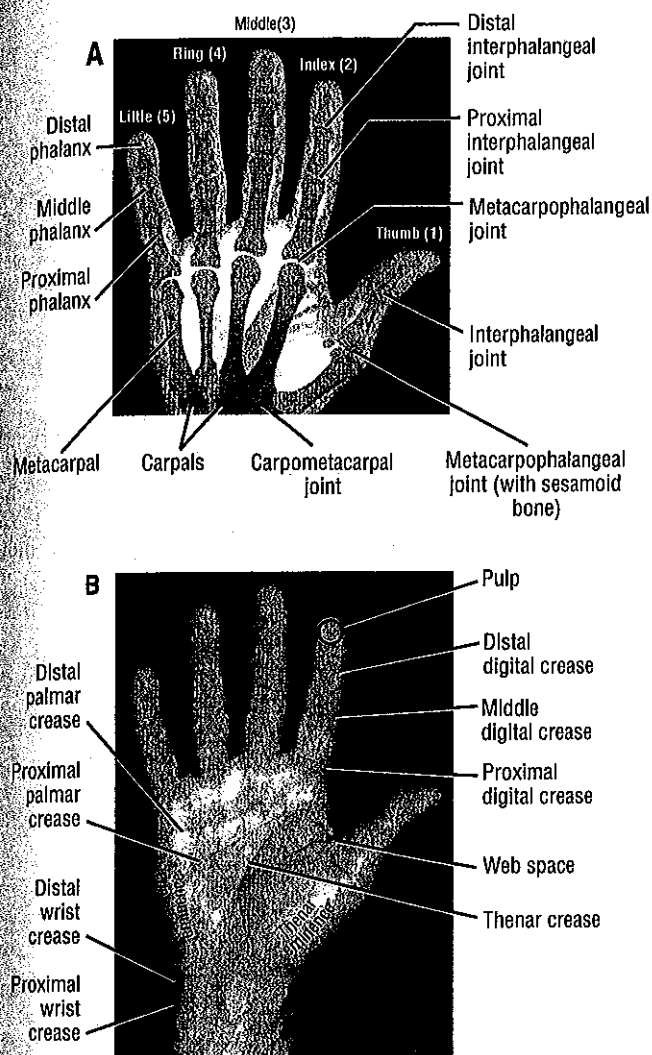 A
Middle(3)
Ring (4)
Index (2)
Little (5)
Thumb (1)
Distal
phalanx
Middle
phalanx
Proximal
phalanx
Distal
interphalangeal
joint
Proximal
interphalangeal
joint
Metacarpophalangeal
joint
Interphalangeal
joint
Metacarpal
Carpals
Carpometacarpal
joint
Metacarpophalangeal
joint (with sesamoid
bone)
B
Distal
palmar
crease
Proximal
palmar
crease
Distal
wrist
crease
Proximal
wrist
crease
Pulp
Distal
digital crease
Middle
digital crease
Proximal
digital crease
Web space
Thenar crease
Thenar